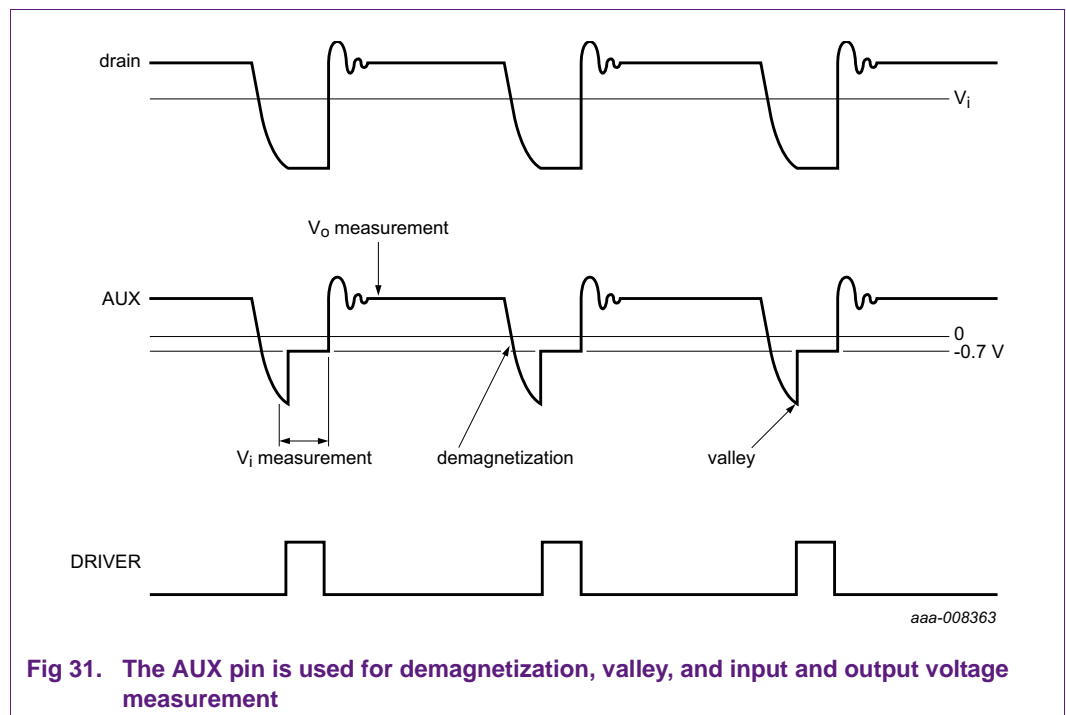 drain
Vi
Vo measurement
AUX
0
-0.7 V
Vi measurement
demagnetization
valley
DRIVER
aaa-008363
Fig 31. The AUX pin is used for demagnetization, valley, and input and output voltage
measurement